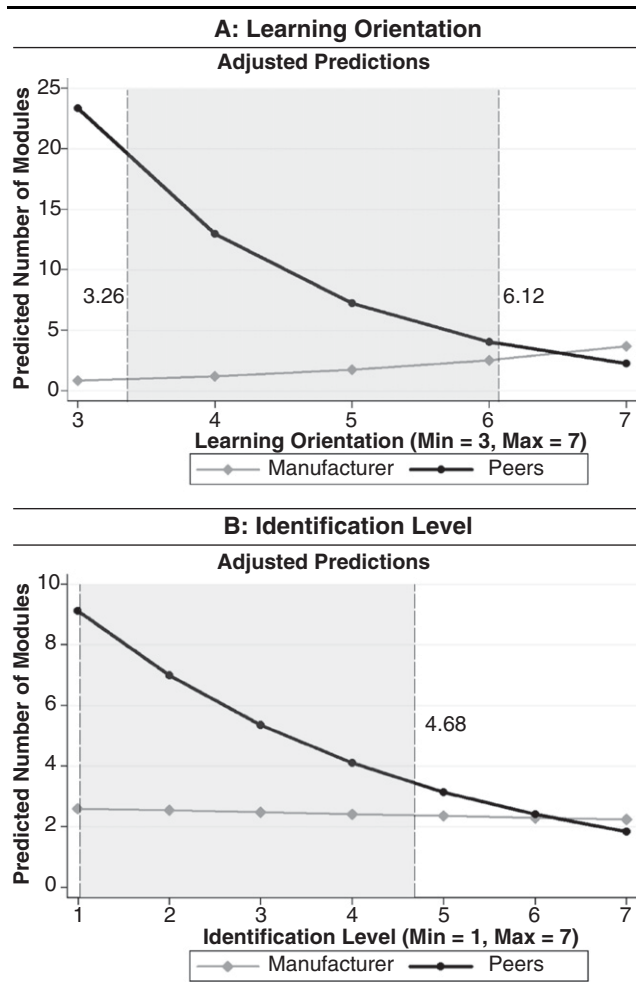 A: Learning Orientation
Adjusted Predictions
Predicted Number of Modules
25
20
15
10
5
0
3.26
6.12
3 4 5 6 7
Learning Orientation (Min = 3, Max = 7)
Manufacturer Peers
B: Identification Level
Adjusted Predictions
Predicted Number of Modules
10
8
6
4
2
0
4.68
1 2 3 4 5 6 7
Identification Level (Min = 1, Max = 7)
Manufacturer Peers